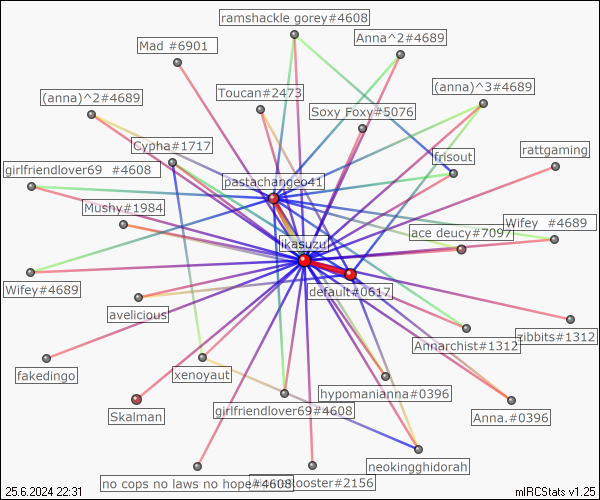 ramshackle gorey#4608
Anna^2#4689
Mad #6901
(anna)^2#4689
Toucan#2473
(anna)^3#4689
Soxy Foxy#5076
Cypha#1717
frisout
rattgaming
girlfriendlover69 #4608
pastachangeo41
Mushy#1984
ace deucy#7097
Wifey #4689
ikasuzu
Wifey#4689
default#0617
avelicious
Annarchist#1312
zibbits#1312
fakedingo
xenoyaut
hypomanianna#0396
Skalman
girlfriendlover69#4608
Anna.#0396
neokingghidorah
no cops no laws no hope#4608
Rooster#2156
25.6.2024 22:31
mIRCStats v1.25